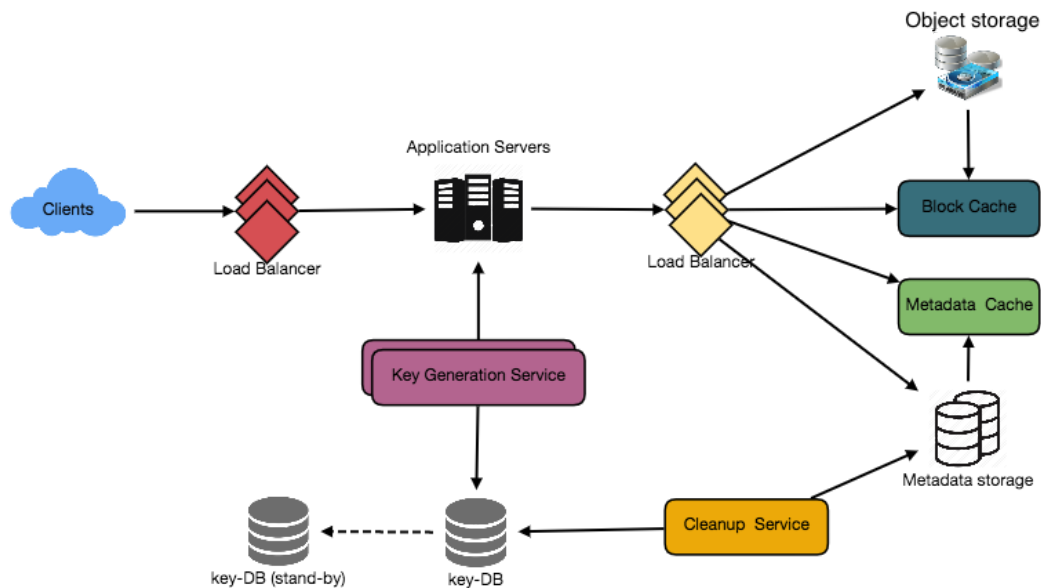 Object storage
Application Servers
Clients
Block Cache
Load Balancer
Load Balancer
Metadata Cache
Key Generation Service
Metadata storage
Cleanup Service
key-DB (stand-by)
key-DB